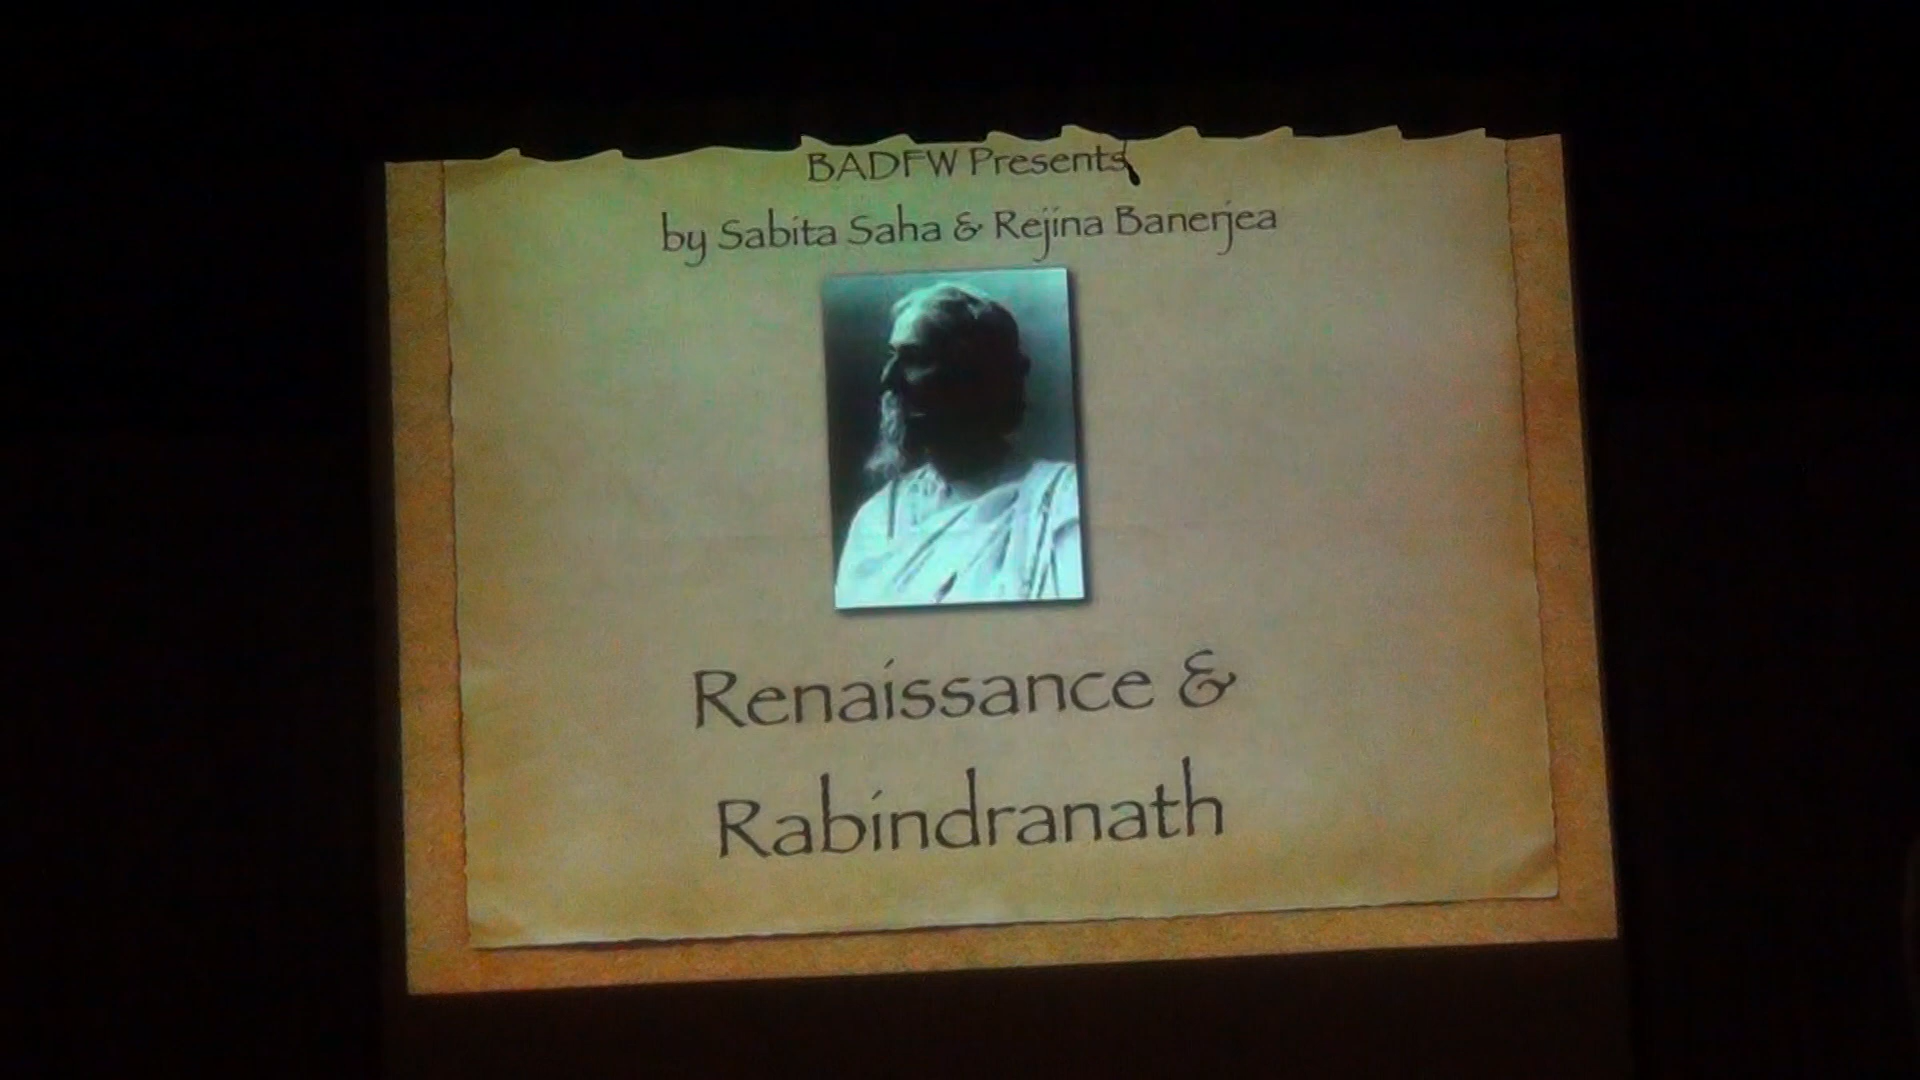 BADFW Presents
by Sabita Saha & Rejina Banerjea
Renaissance &
Rabindranath